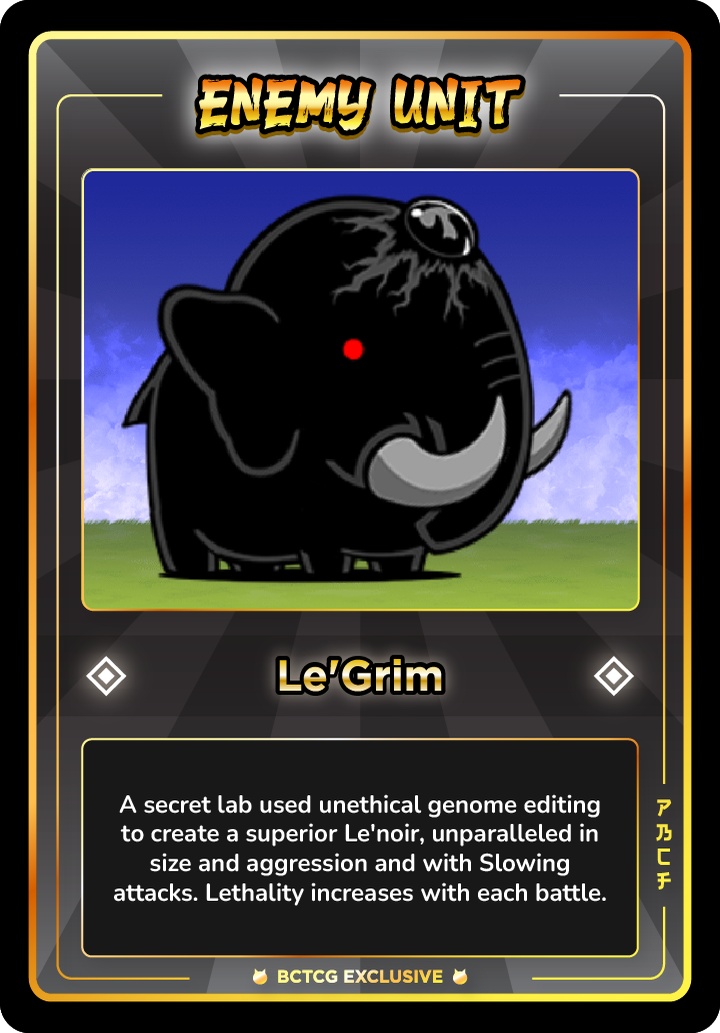 ENEMY UNIT
Le'Grim
A secret lab used unethical genome editing
to create a superior Le'noir, unparalleled in
size and aggression and with Slowing
attacks. Lethality increases with each battle.
BCTCG EXCLUSIVE